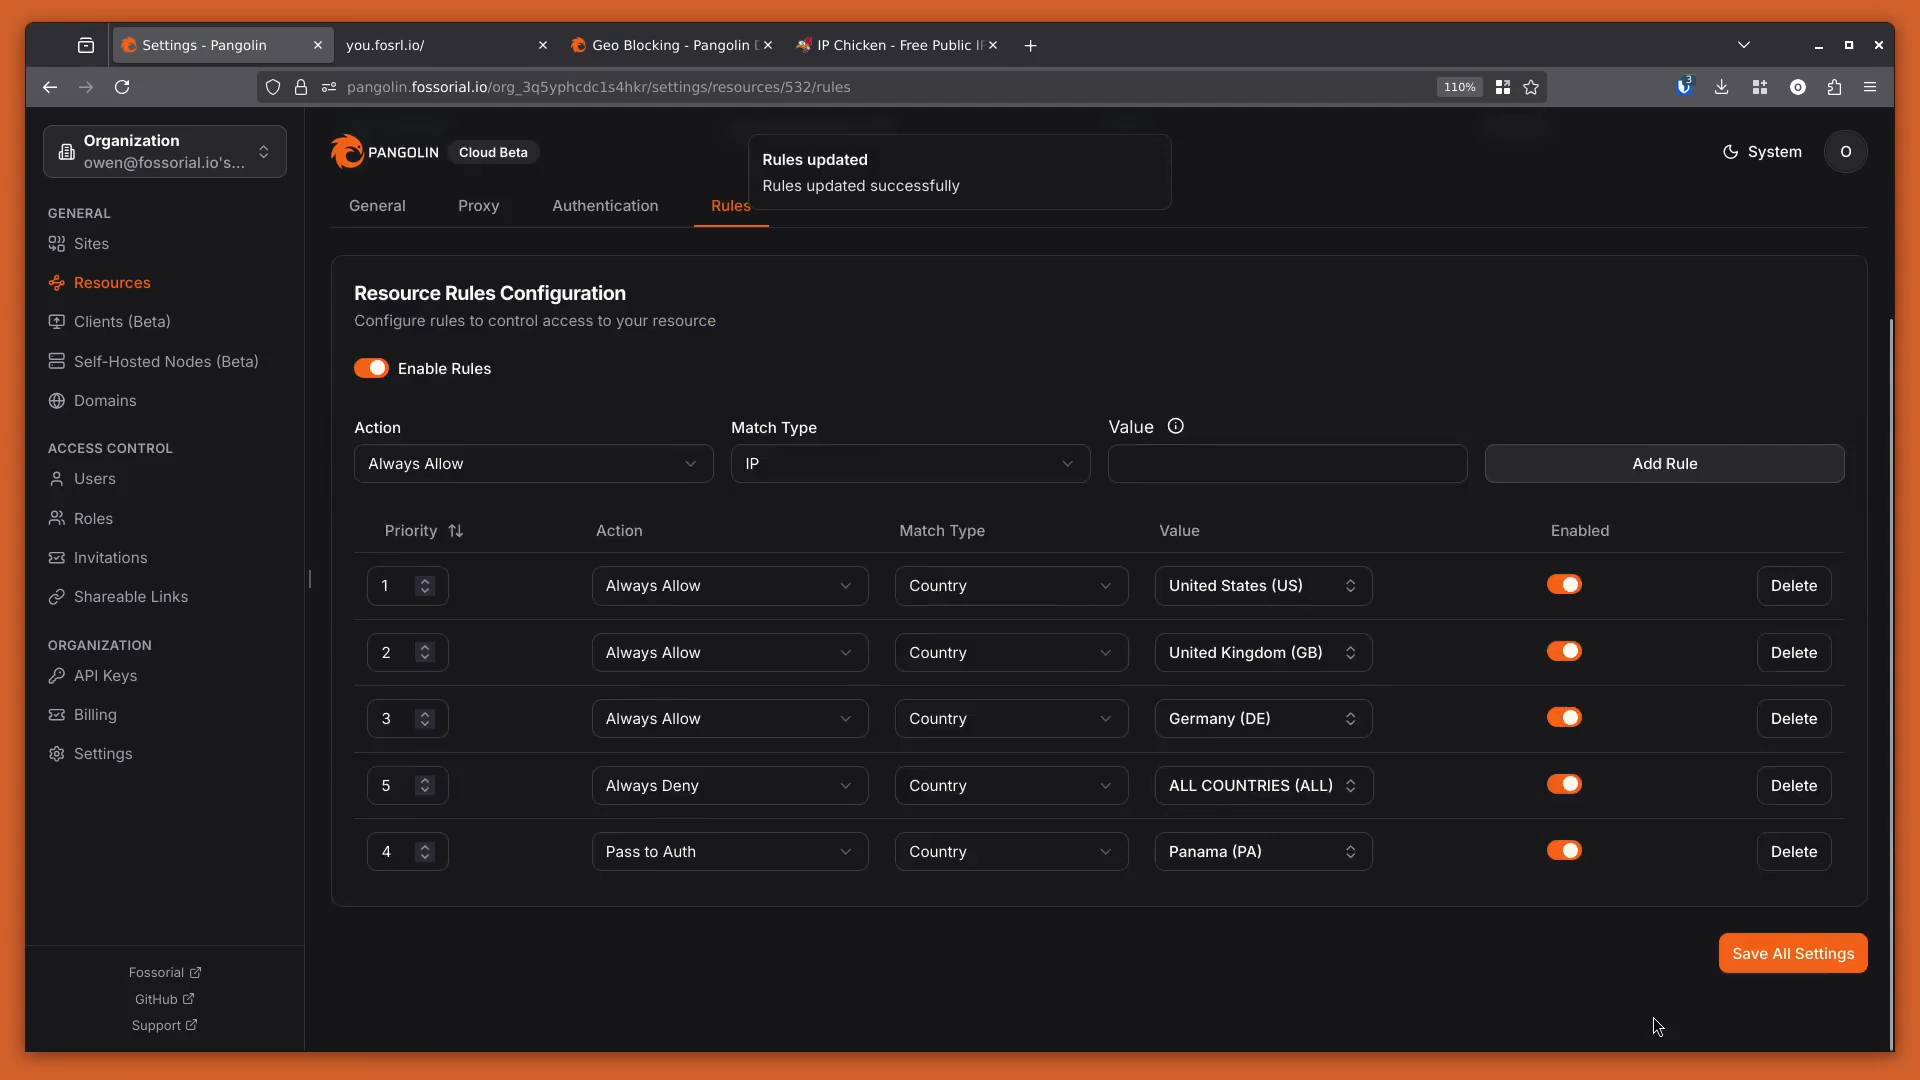 Settings - Pangolin
you.fosrl.io/
Geo Blocking - Pangolin
IP Chicken - Free Public
pangolin.fossorial.io/org_3q5yphcdc1s4hkr/settings/resources/532/rules
110%
3
O
Organization
owen@fossorial.io's...
PANGOLIN
Cloud Beta
Rules updated
Rules updated successfully
System
O
General
Proxy
Authentication
Rules
GENERAL
Sites
Resources
Clients (Beta)
Self-Hosted Nodes (Beta)
Domains
ACCESS CONTROL
Users
Roles
Invitations
Shareable Links
ORGANIZATION
API Keys
Billing
Settings
Fossorial
GitHub
Support
Resource Rules Configuration
Configure rules to control access to your resource
Enable Rules
Action
Match Type
Value
Always Allow
IP
Add Rule
Priority Action Match Type Value Enabled
1 Always Allow Country United States (US) Delete
2 Always Allow Country United Kingdom (GB) Delete
3 Always Allow Country Germany (DE) Delete
5 Always Deny Country ALL COUNTRIES (ALL) Delete
4 Pass to Auth Country Panama (PA) Delete
Save All Settings